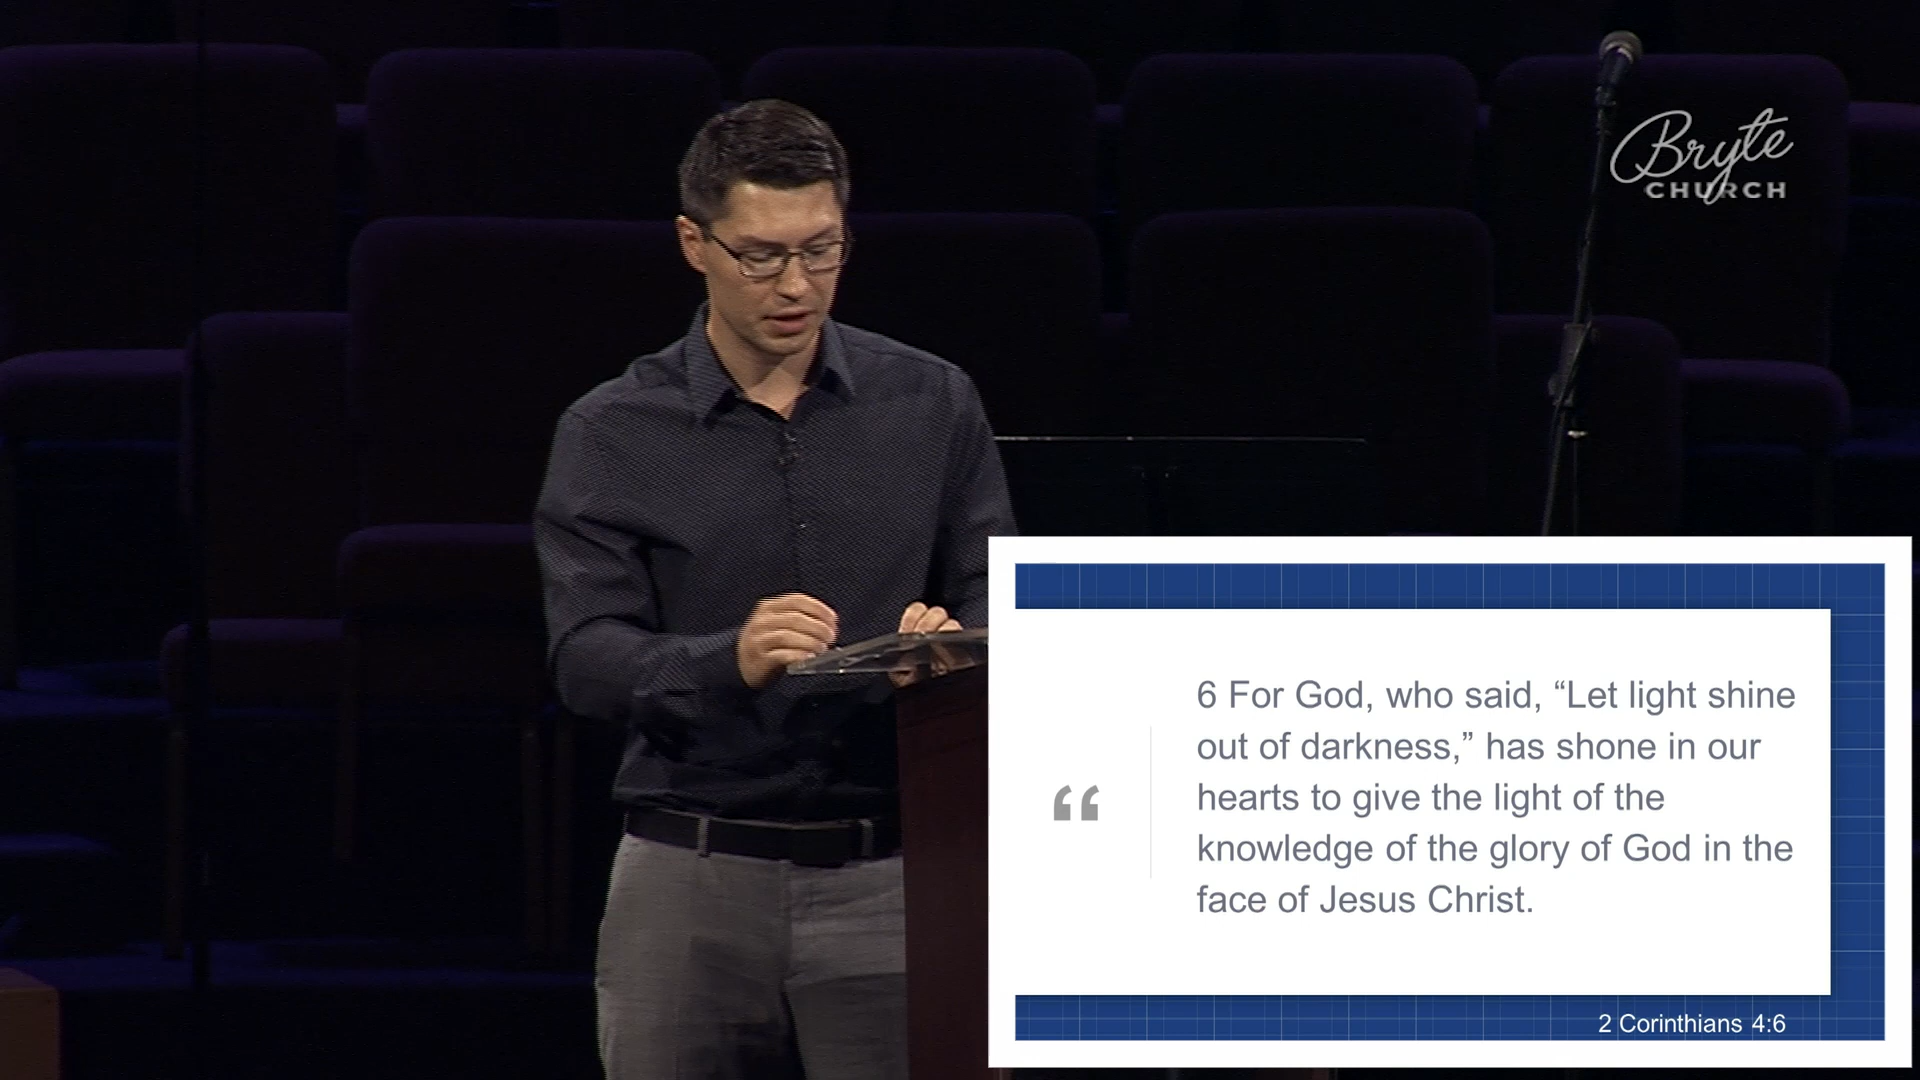 Bryte
CHURCH
6 For God, who said, “Let light shine
out of darkness,” has shone in our
hearts to give the light of the
knowledge of the glory of God in the
face of Jesus Christ.
“
2 Corinthians 4:6